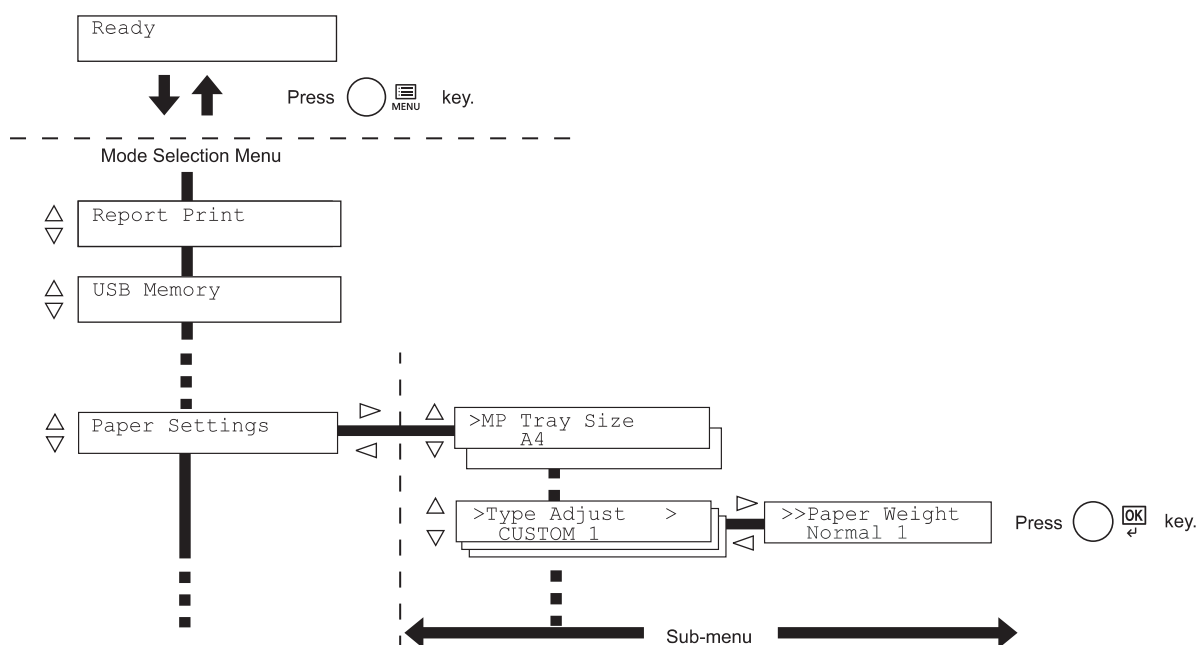 Ready
Press MENU key.
Mode Selection Menu
Report Print
USB Memory
Paper Settings
>MP Tray Size
A4
>Type Adjust >
CUSTOM 1
>>Paper Weight
Normal 1
Press OK key.
Sub-menu